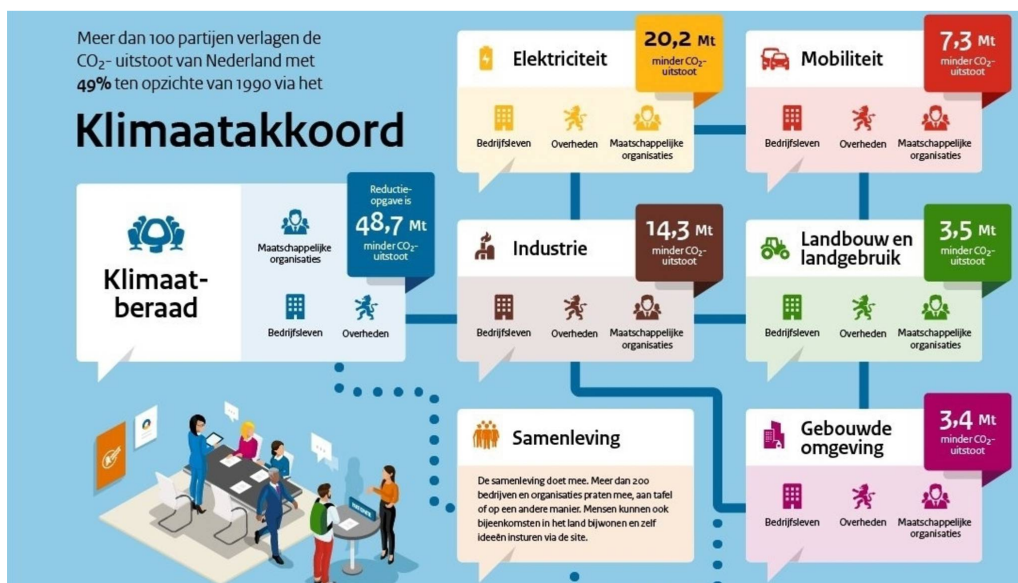 Meer dan 100 partijen verlagen de
CO₂- uitstoot van Nederland met
49% ten opzichte van 1990 via het
Klimaatakkoord
Klimaat-
beraad
Maatschappelijke
organisaties
Bedrijfsleven
Overheden
Reductie-
opgave is
48,7 Mt
minder CO₂-
uitstoot
Elektriciteit
20,2 Mt
minder CO₂-
uitstoot
Bedrijfsleven
Overheden
Maatschappelijke
organisaties
Mobiliteit
7,3 Mt
minder CO₂-
uitstoot
Bedrijfsleven
Overheden
Maatschappelijke
organisaties
Industrie
14,3 Mt
minder CO₂-
uitstoot
Bedrijfsleven
Overheden
Maatschappelijke
organisaties
Landbouw en
landgebruik
3,5 Mt
minder CO₂-
uitstoot
Bedrijfsleven
Overheden
Maatschappelijke
organisaties
Samenleving
De samenleving doet mee. Meer dan 200
bedrijven en organisaties praten mee, aan tafel
of op een andere manier. Mensen kunnen ook
bijeenkomsten in het land bijwonen en zelf
ideeën insturen via de site.
Gebouwde
omgeving
3,4 Mt
minder CO₂-
uitstoot
Bedrijfsleven
Overheden
Maatschappelijke
organisaties